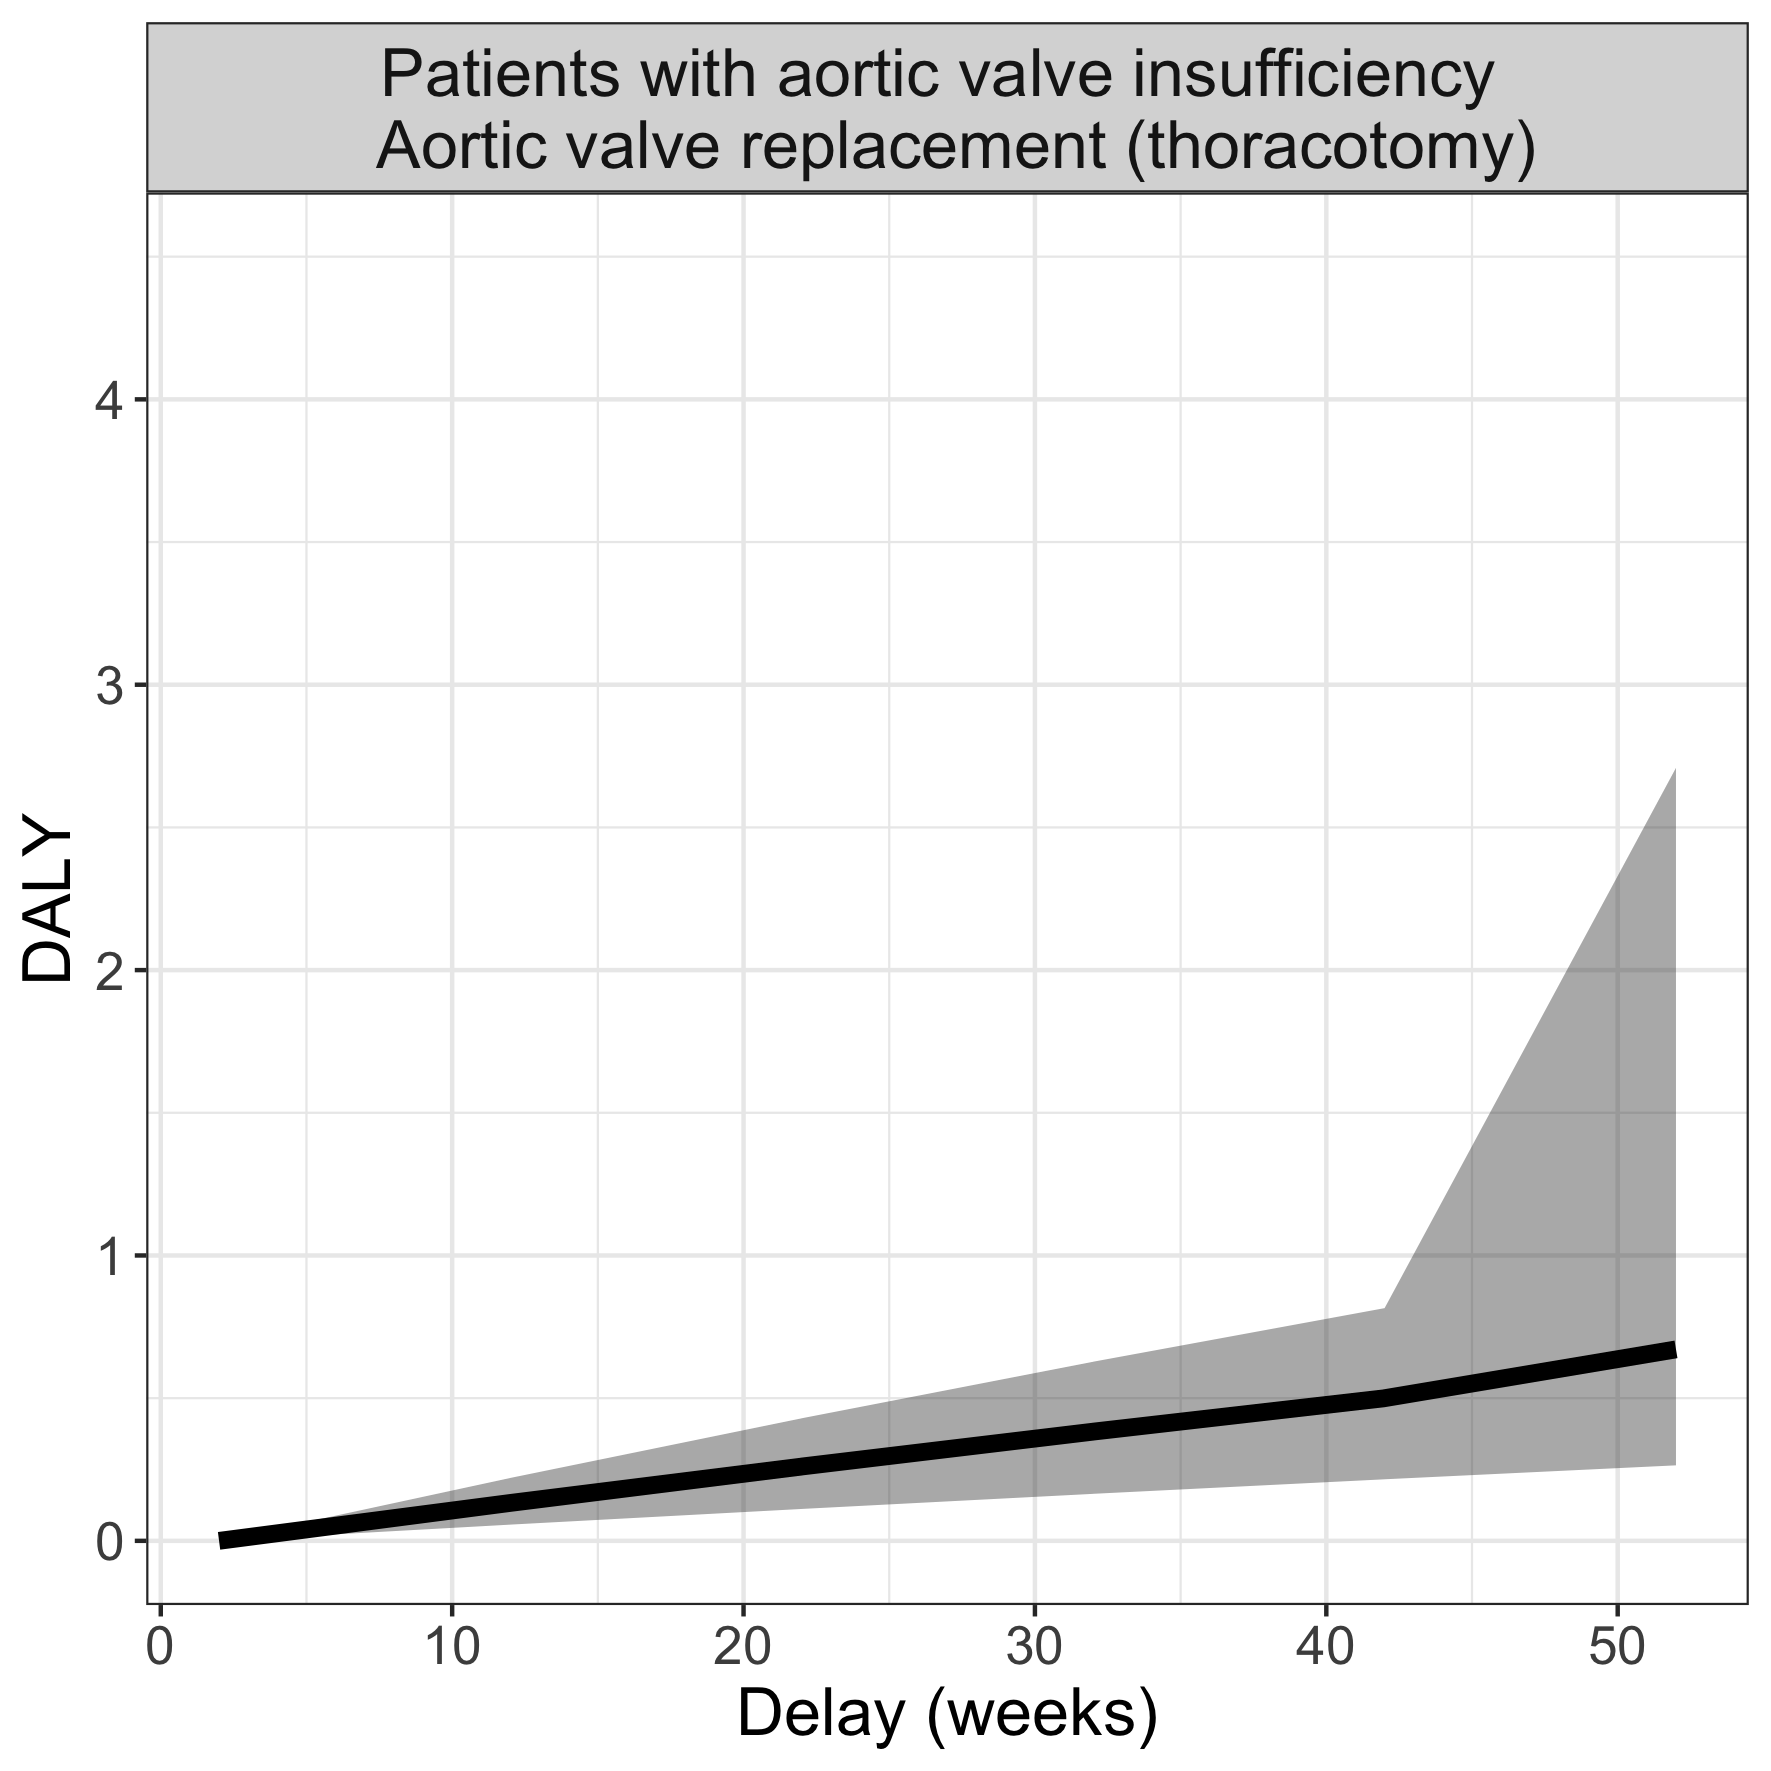 Patients with aortic valve insufficiency
Aortic valve replacement (thoracotomy)
DALY
4
3
2
1
0
0 10 20 30 40 50
Delay (weeks)